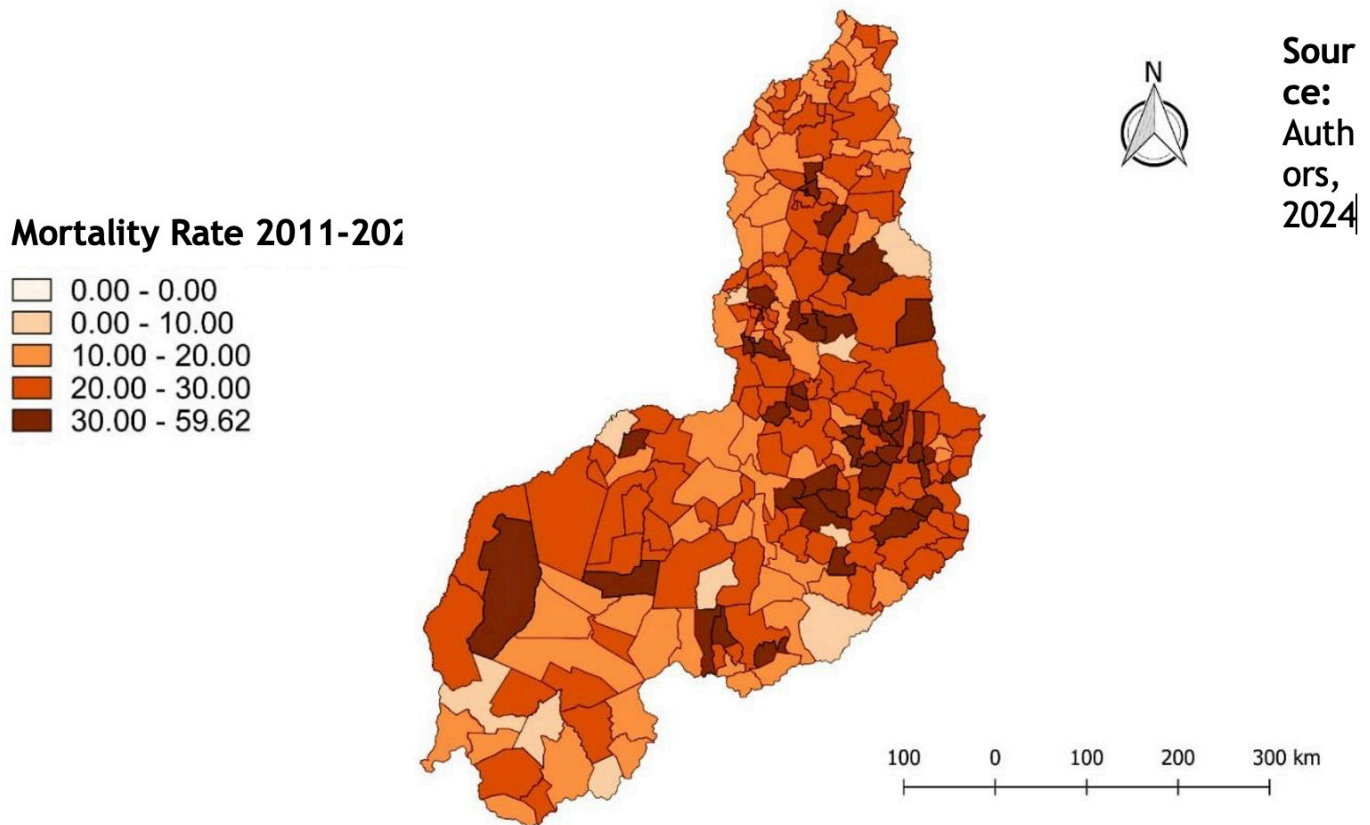 Mortality Rate 2011-202
0.00 - 0.00
0.00 - 10.00
10.00 - 20.00
20.00 - 30.00
30.00 - 59.62
N
Sour
ce:
Auth
ors,
2024
100 0 100 200 300 km